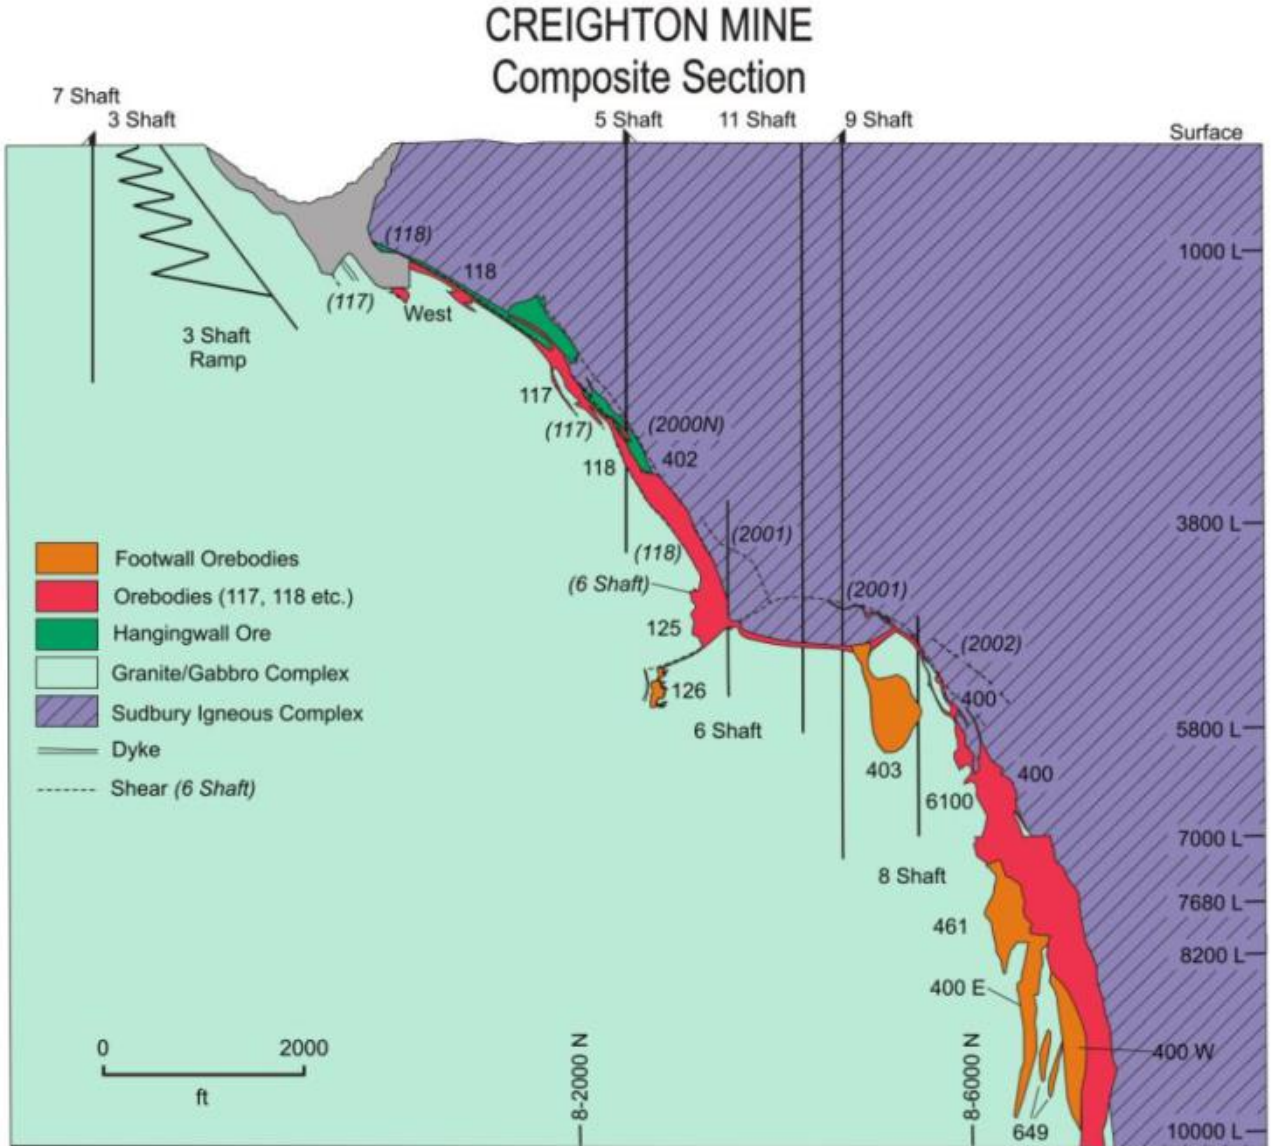 CREIGHTON MINE
Composite Section
7 Shaft
3 Shaft
5 Shaft
11 Shaft
9 Shaft
Surface
(118)
1000 L
118
(117)
West
3 Shaft
Ramp
117
(117)
(2000N)
118
402
3800 L
(2001)
(118)
Footwall Orebodies
(6 Shaft)
(2001)
Orebodies (117, 118 etc.)
125
Hangingwall Ore
(2002)
Granite/Gabbro Complex
126
400
Sudbury Igneous Complex
6 Shaft
5800 L
Dyke
403
400
Shear (6 Shaft)
6100
7000 L
8 Shaft
7680 L
461
8200 L
400 E
0
2000
ft
8-2000 N
8-6000 N
400 W
649
10000 L